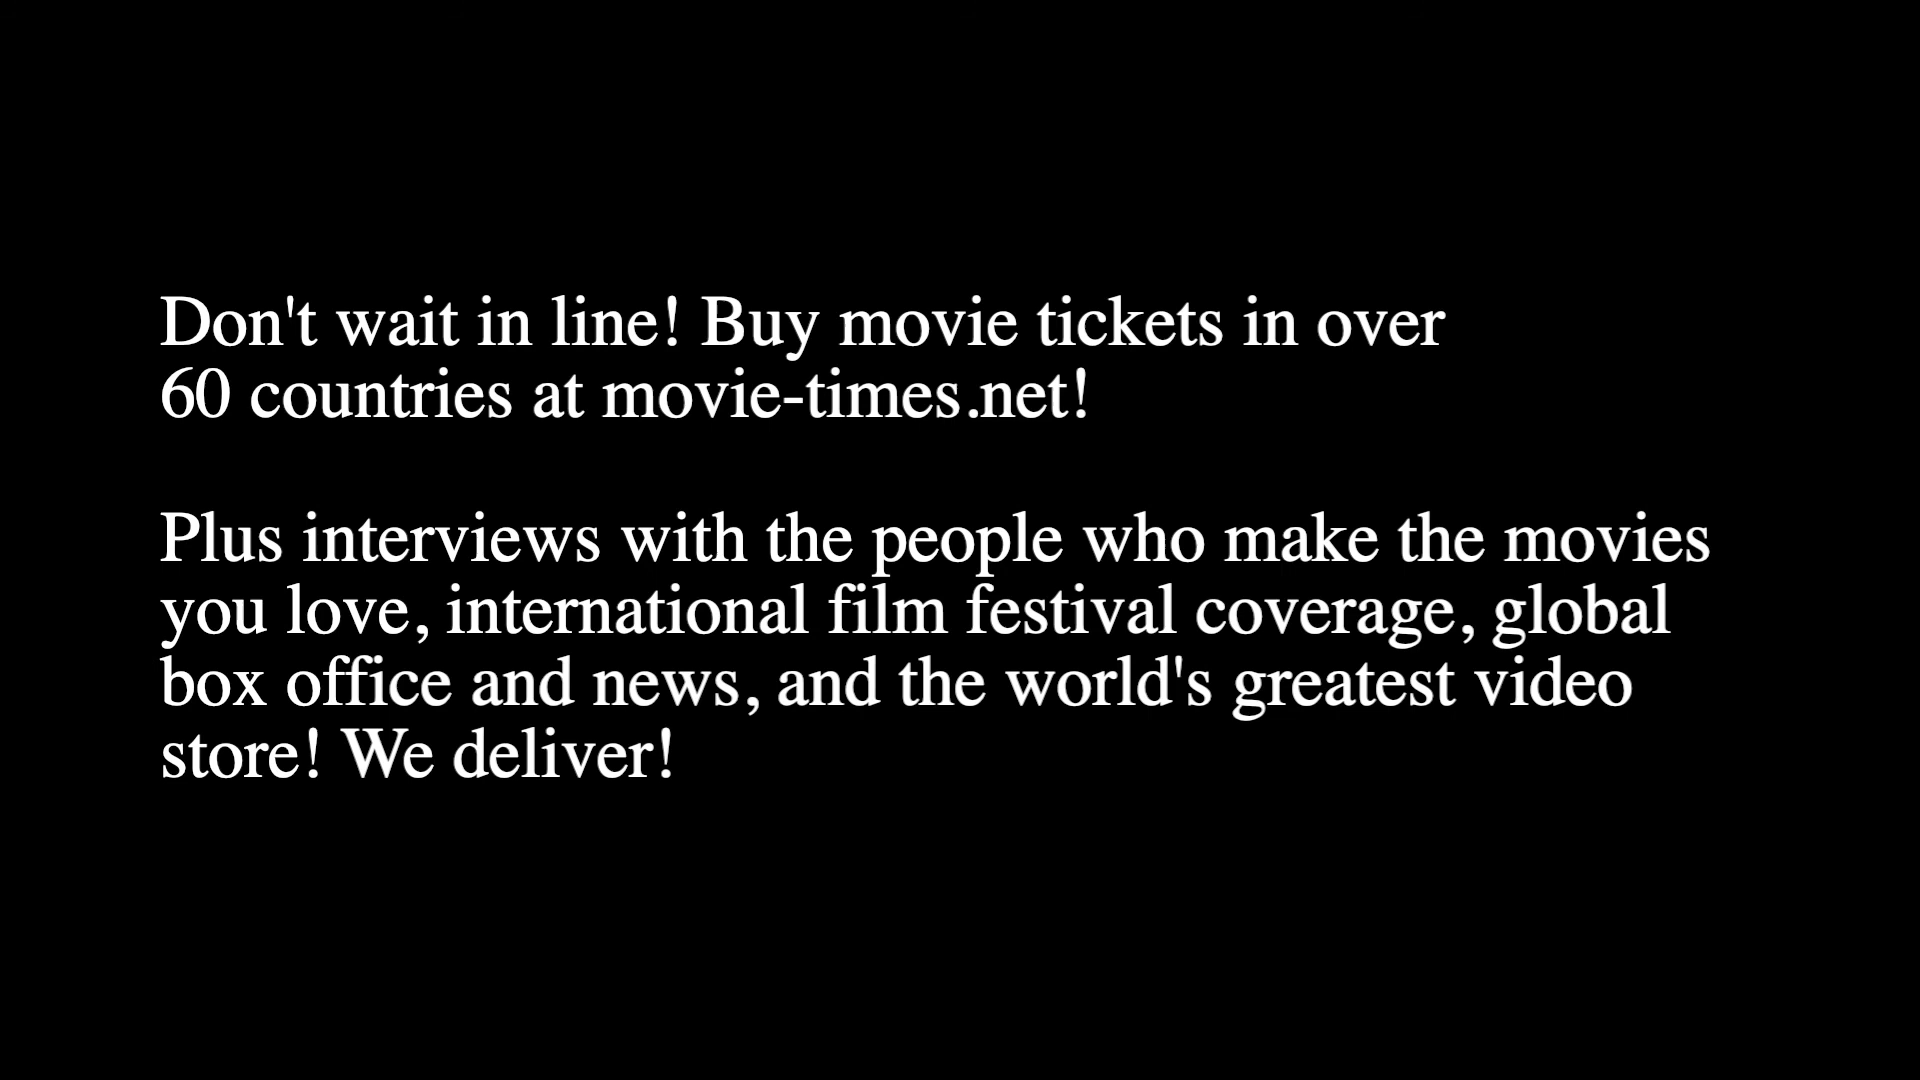 Don't wait in line! Buy movie tickets in over
60 countries at movie-times.net!
Plus interviews with the people who make the movies
you love, international film festival coverage, global
box office and news, and the world's greatest video
store! We deliver!